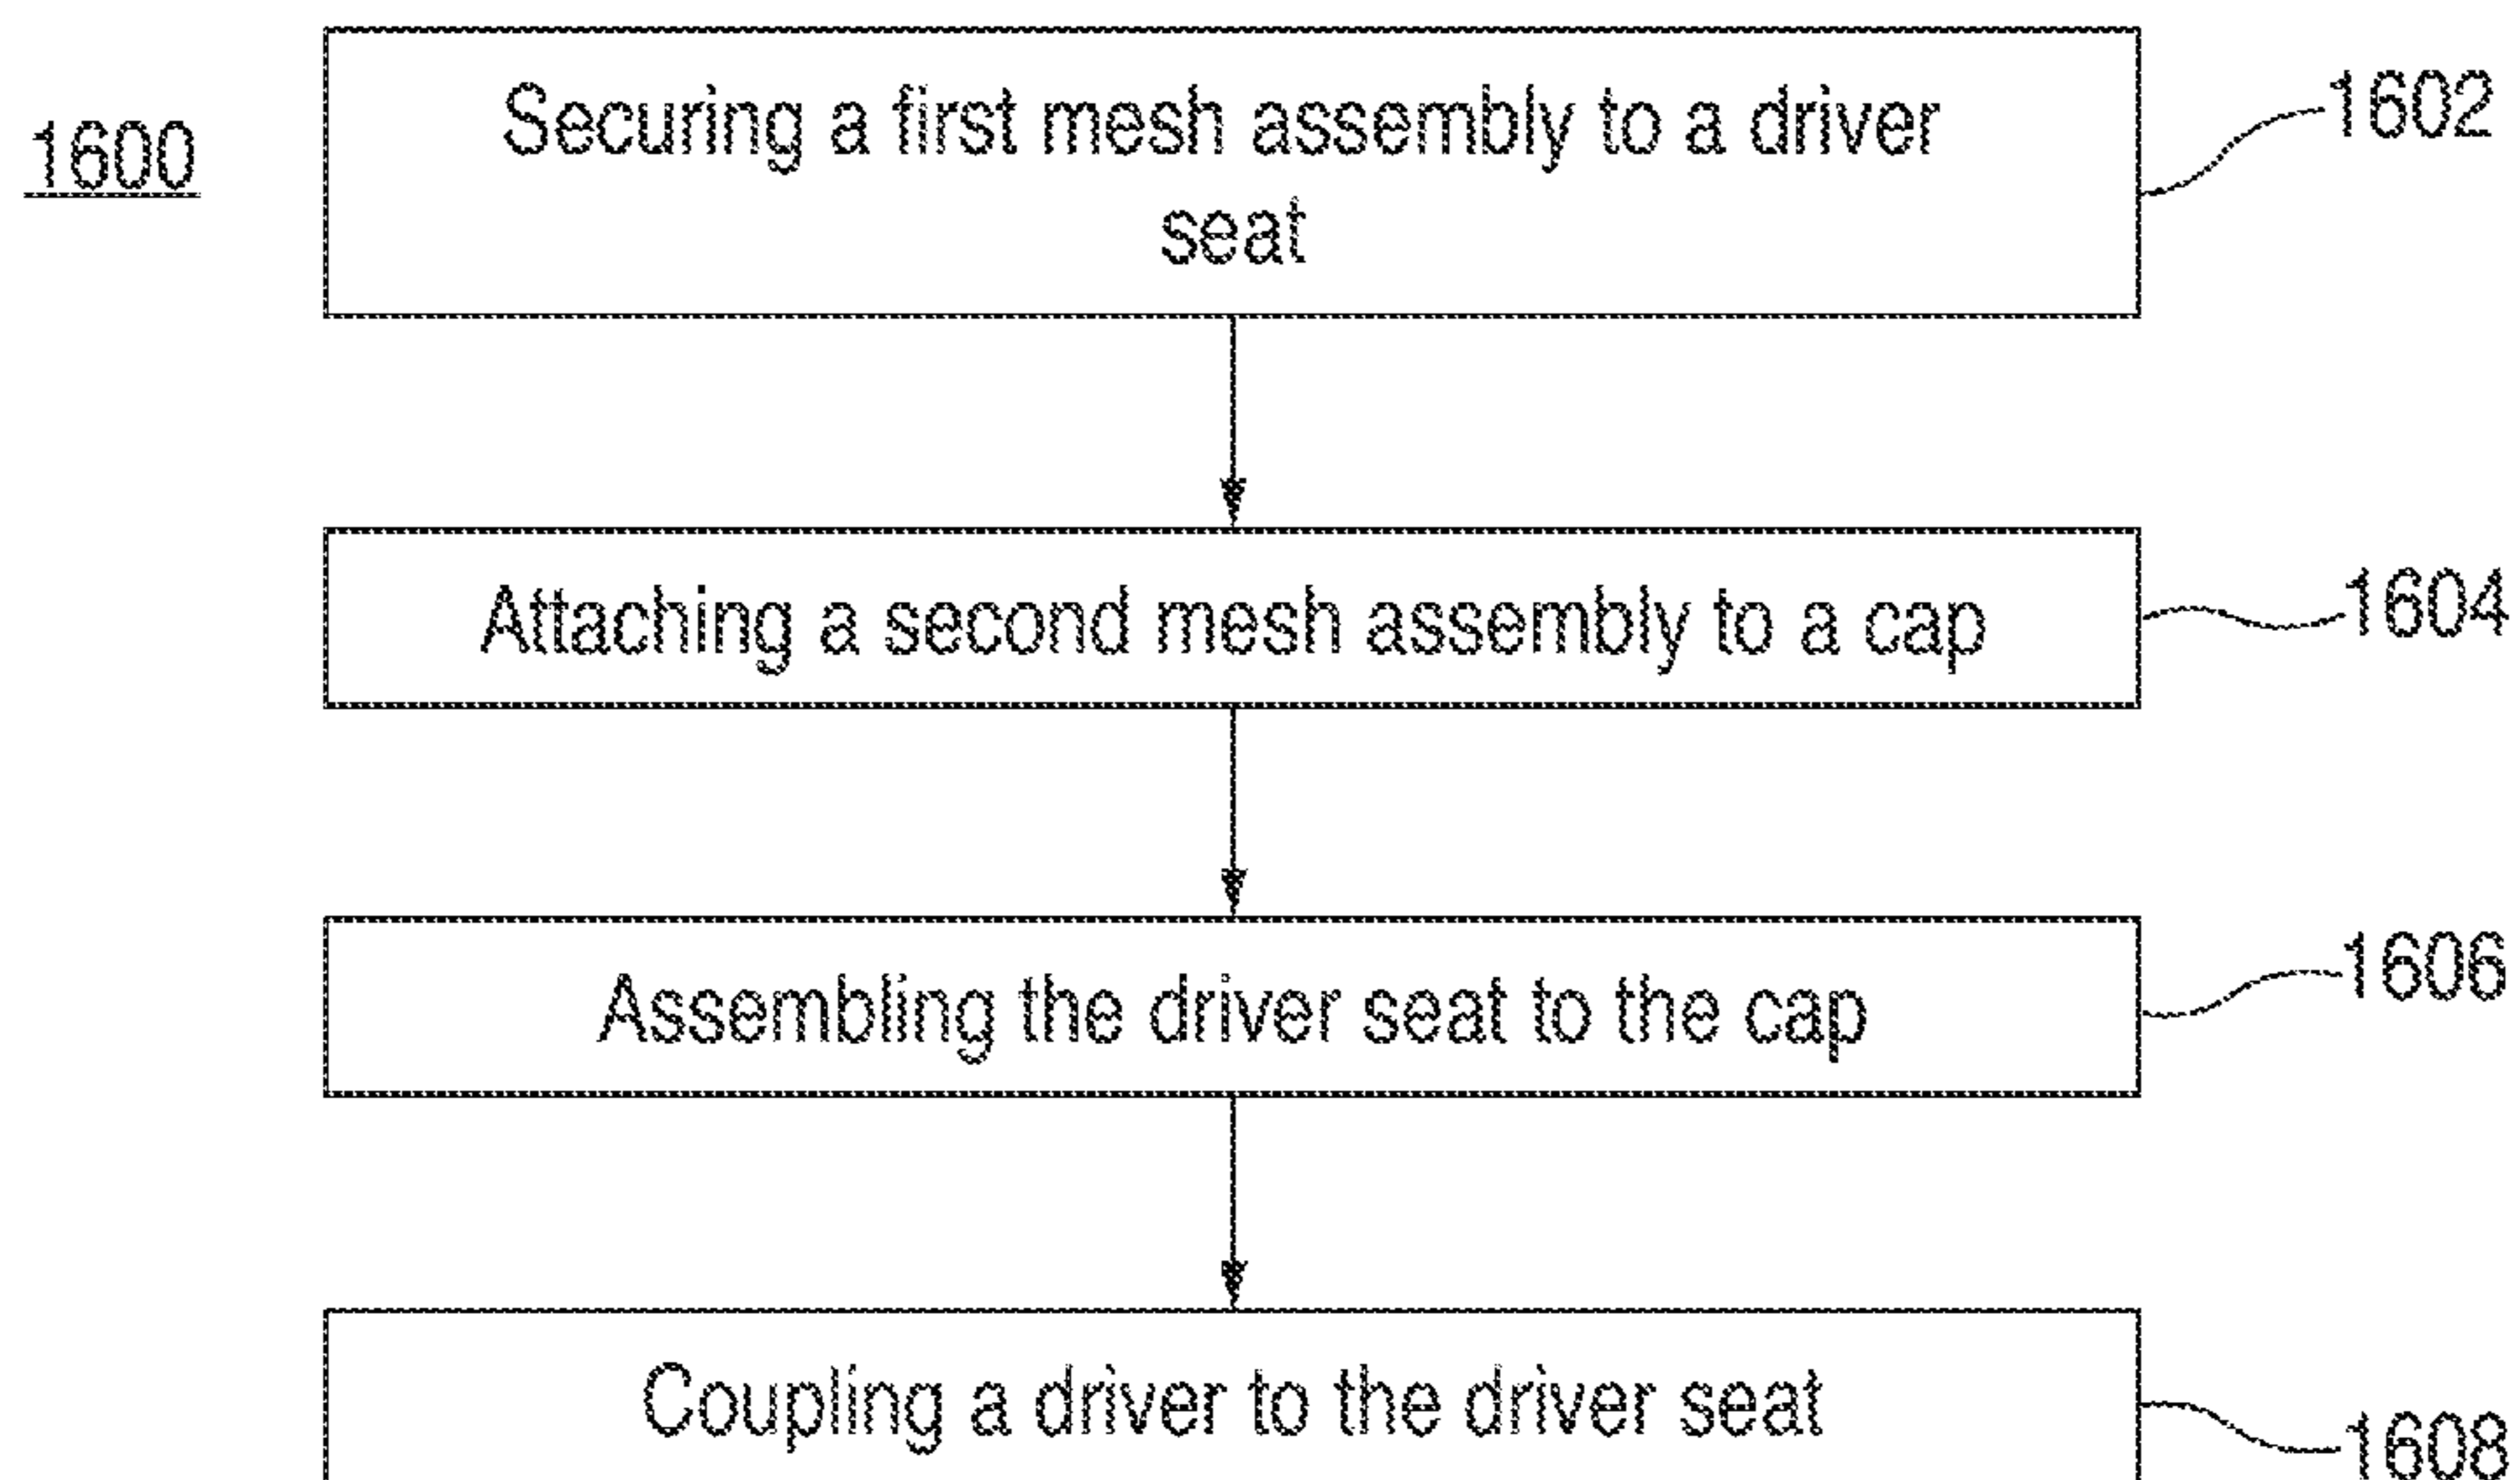 1600
Securing a first mesh assembly to a driver
seat
1602
Attaching a second mesh assembly to a cap
1604
Assembling the driver seat to the cap
1606
Coupling a driver to the driver seat
1608